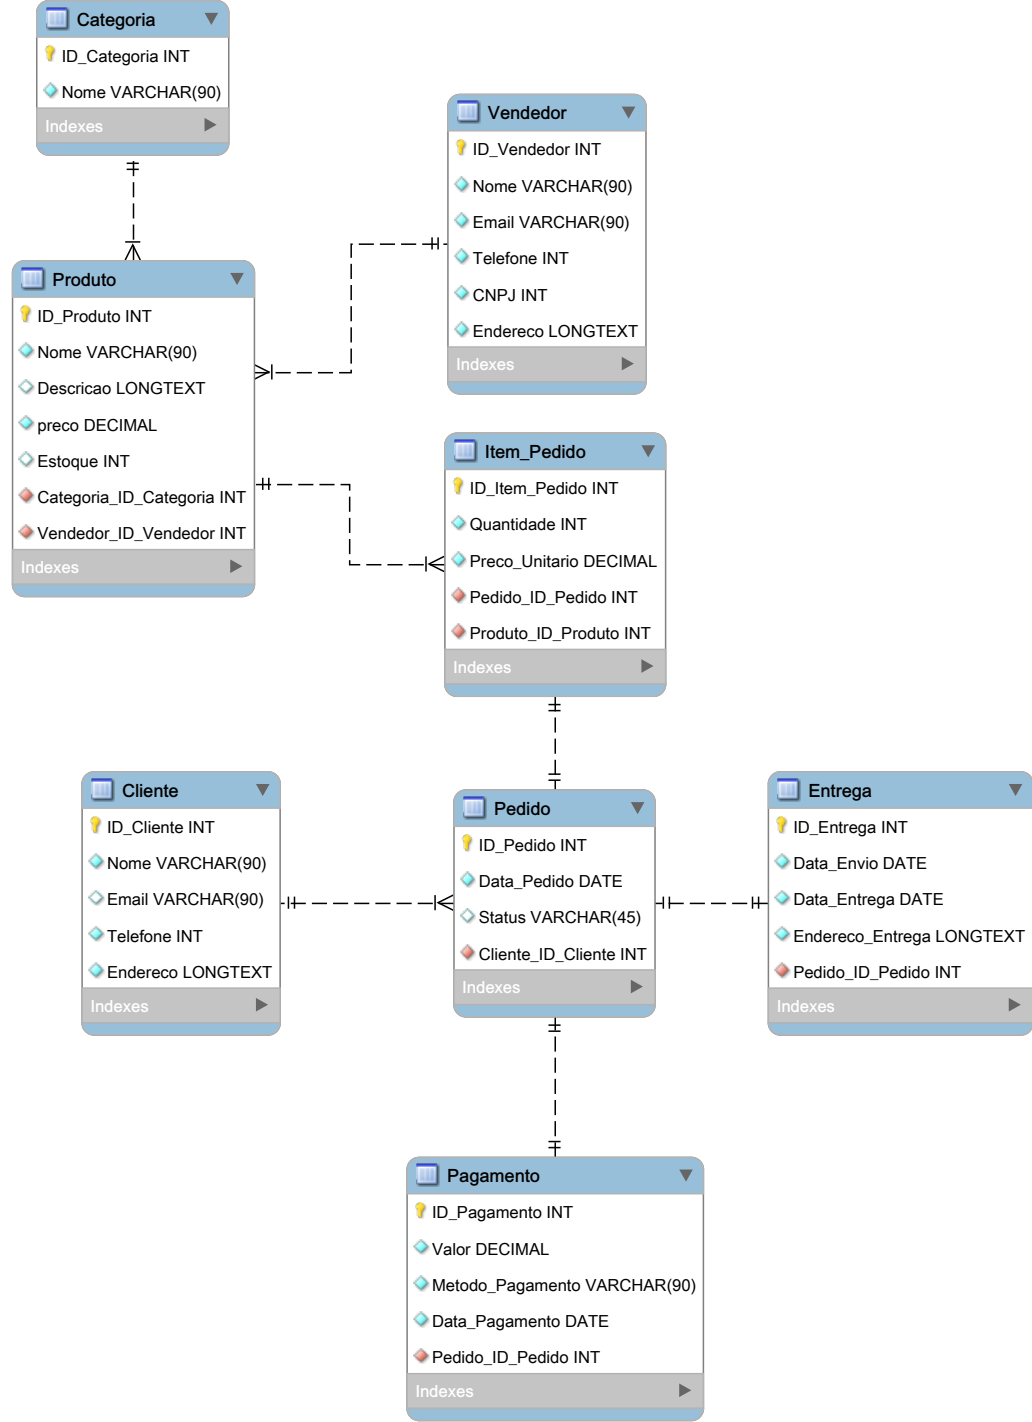 Categoria
ID_Categoria INT
Nome VARCHAR(90)
Indexes
Vendedor
ID_Vendedor INT
Nome VARCHAR(90)
Email VARCHAR(90)
Telefone INT
CNPJ INT
Endereco LONGTEXT
Indexes
Produto
ID_Produto INT
Nome VARCHAR(90)
Descricao LONGTEXT
preco DECIMAL
Estoque INT
Categoria_ID_Categoria INT
Vendedor_ID_Vendedor INT
Indexes
Item_Pedido
ID_Item_Pedido INT
Quantidade INT
Preco_Unitario DECIMAL
Pedido_ID_Pedido INT
Produto_ID_Produto INT
Indexes
Cliente
ID_Cliente INT
Nome VARCHAR(90)
Email VARCHAR(90)
Telefone INT
Endereco LONGTEXT
Indexes
Pedido
ID_Pedido INT
Data_Pedido DATE
Status VARCHAR(45)
Cliente_ID_Cliente INT
Indexes
Entrega
ID_Entrega INT
Data_Envio DATE
Data_Entrega DATE
Endereco_Entrega LONGTEXT
Pedido_ID_Pedido INT
Indexes
Pagamento
ID_Pagamento INT
Valor DECIMAL
Metodo_Pagamento VARCHAR(90)
Data_Pagamento DATE
Pedido_ID_Pedido INT
Indexes